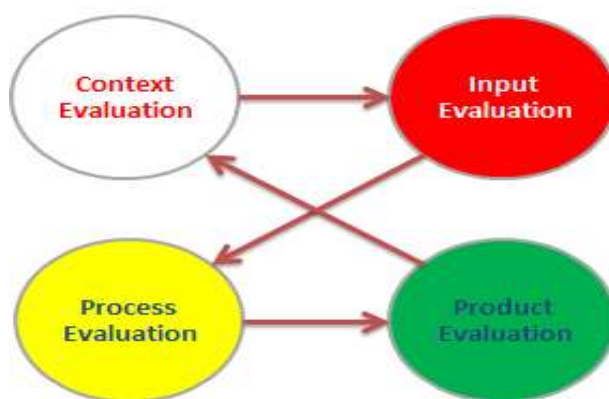 Context
Evaluation
Input
Evaluation
Process
Evaluation
Product
Evaluation